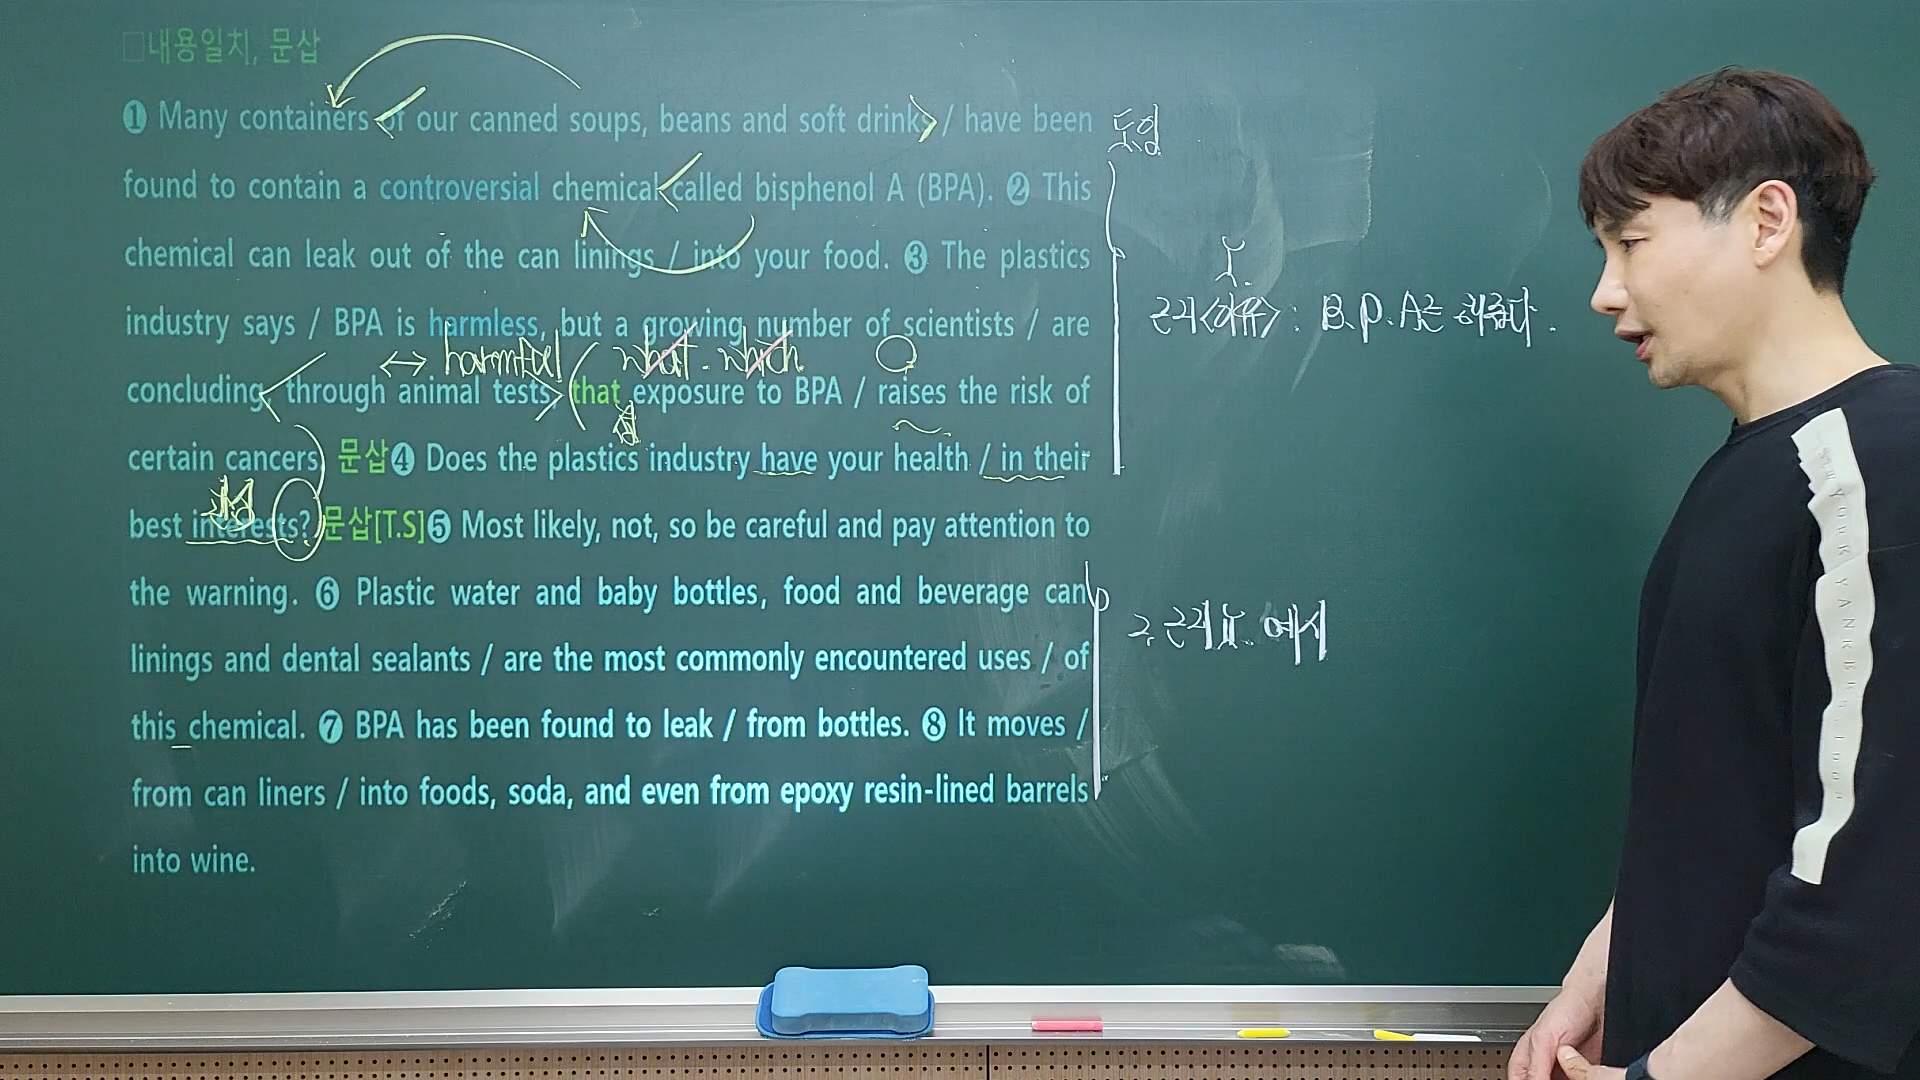 □내용일치, 문삽
❶ Many containers of our canned soups, beans and soft drinks / have been
도입
found to contain a controversial chemical called bisphenol A (BPA). ❷ This
chemical can leak out of the can linings / into your food. ❸ The plastics
industry says / BPA is harmless, but a growing number of scientists / are
근거<이유> : B.P.A는 해롭다.
↔ harmful what. which
concluding, through animal tests, that exposure to BPA / raises the risk of
certain cancers. 문삽❹ Does the plastics industry have your health / in their
best interests? 문삽[T.S]❺ Most likely, not, so be careful and pay attention to
the warning. ❻ Plastic water and baby bottles, food and beverage can
2. 근거 예시
linings and dental sealants / are the most commonly encountered uses / of
this chemical. ❼ BPA has been found to leak / from bottles. ❽ It moves /
from can liners / into foods, soda, and even from epoxy resin-lined barrels
into wine.